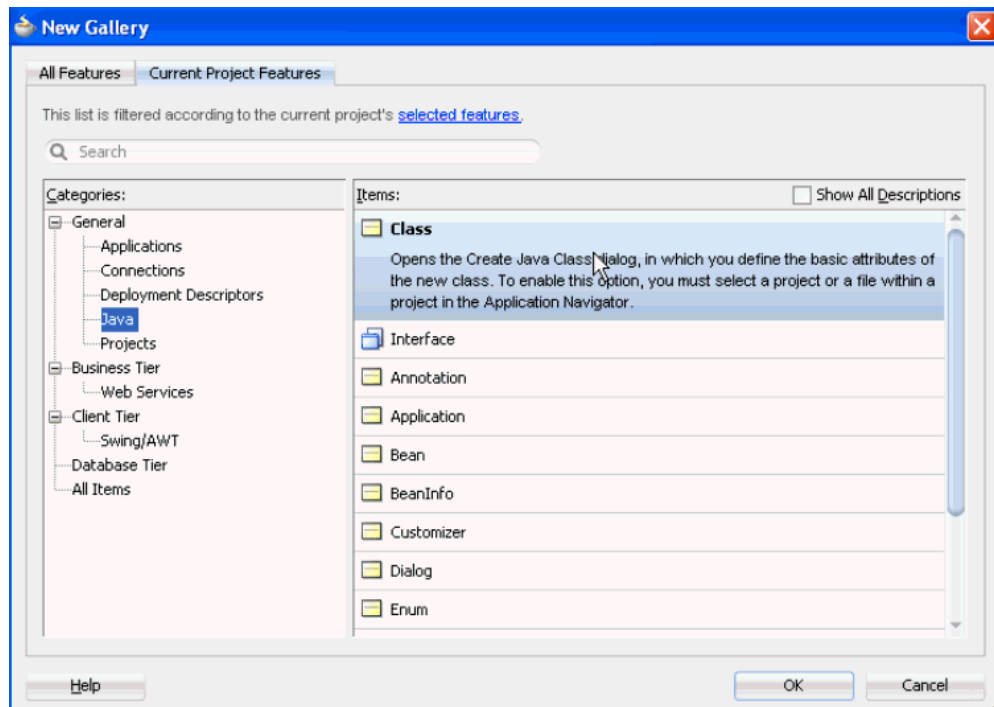 New Gallery
All Features
Current Project Features
This list is filtered according to the current project's selected features.
Search
Categories:
General
Applications
Connections
Deployment Descriptors
Java
Projects
Business Tier
Web Services
Client Tier
Swing/AWT
Database Tier
All Items
Items:
Show All Descriptions
Class
Opens the Create Java Class dialog, in which you define the basic attributes of
the new class. To enable this option, you must select a project or a file within a
project in the Application Navigator.
Interface
Annotation
Application
Bean
BeanInfo
Customizer
Dialog
Enum
Help
OK
Cancel